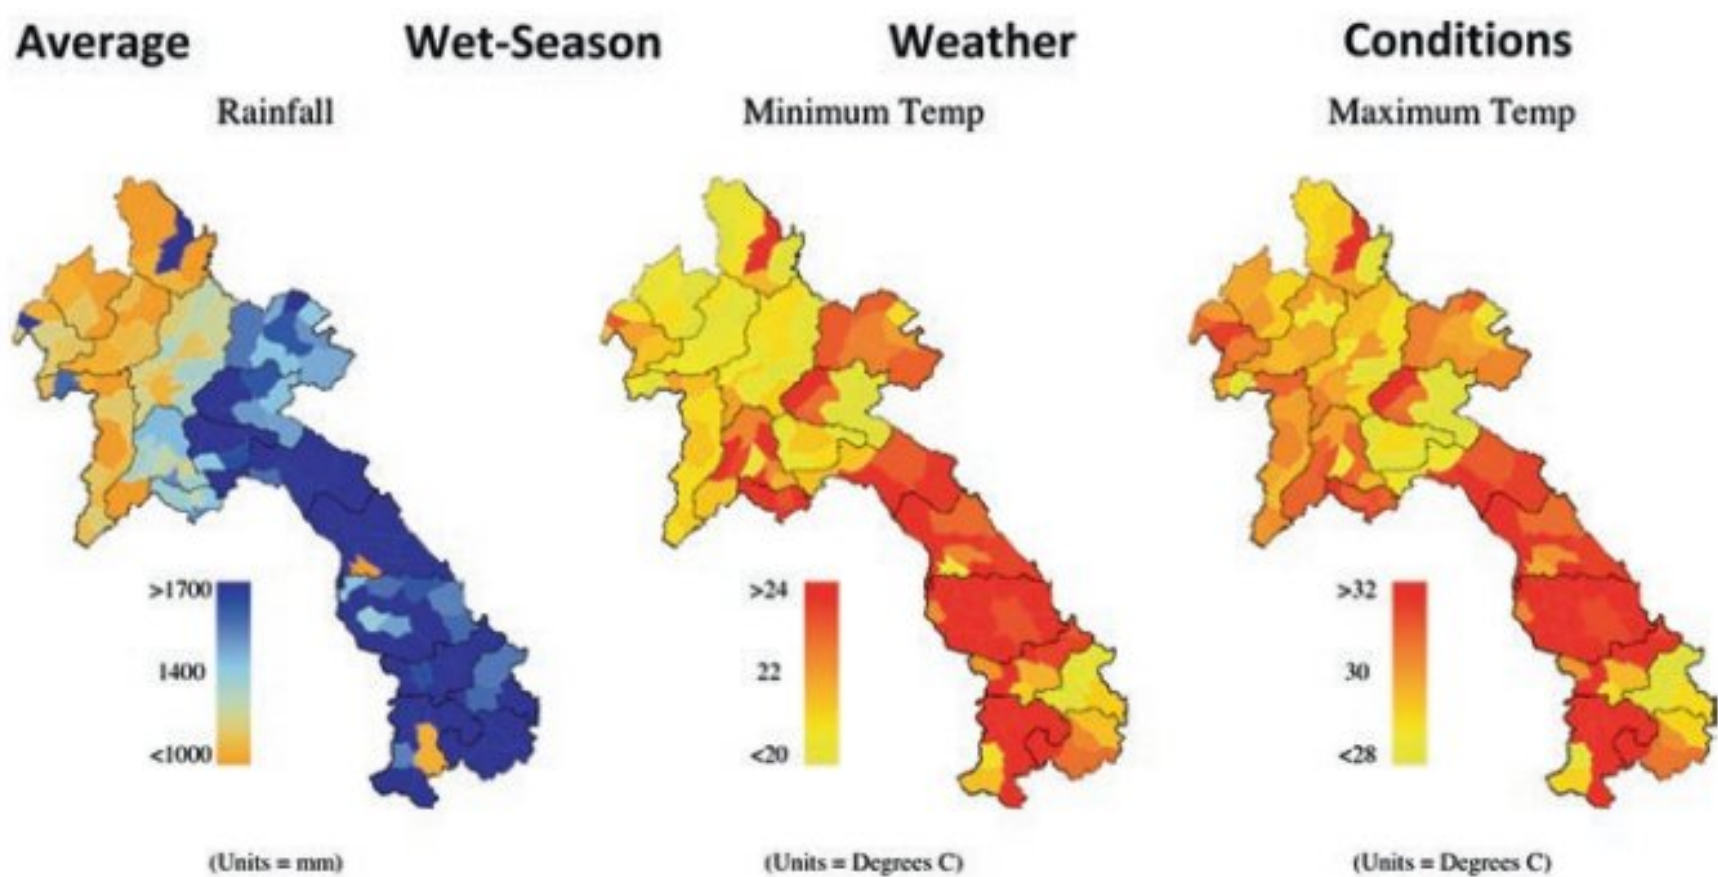 Average Wet-Season Weather Conditions
Rainfall Minimum Temp Maximum Temp
>1700 >24 >32
1400 22 30
<1000 <20 <28
(Units = mm) (Units = Degrees C) (Units = Degrees C)